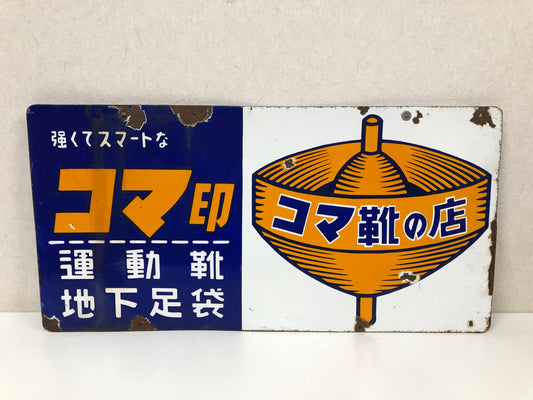 強くてスマートな
コマ印
運動靴
地下足袋
コマ靴の店